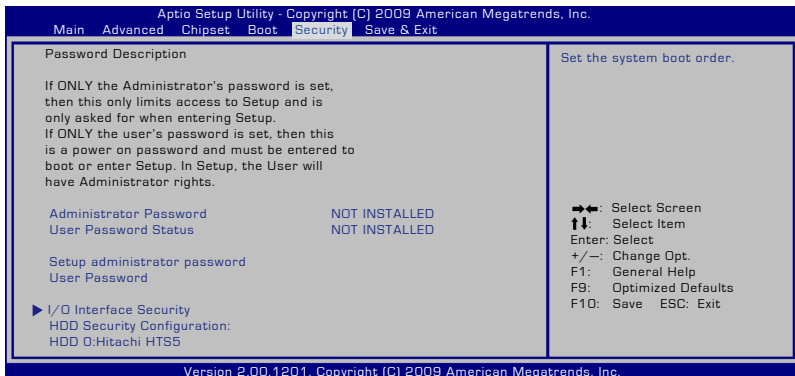 Aptio Setup Utility - Copyright (C) 2009 American Megatrends, Inc.
Main Advanced Chipset Boot Security Save & Exit
Password Description
If ONLY the Administrator's password is set,
then this only limits access to Setup and is
only asked for when entering Setup.
If ONLY the user's password is set, then this
is a power on password and must be entered to
boot or enter Setup. In Setup, the User will
have Administrator rights.
Administrator Password NOT INSTALLED
User Password Status NOT INSTALLED
Setup administrator password
User Password
I/O Interface Security
HDD Security Configuration:
HDD 0:Hitachi HTS5
Set the system boot order.
→←: Select Screen
↑↓: Select Item
Enter: Select
+/—: Change Opt.
F1: General Help
F9: Optimized Defaults
F10: Save ESC: Exit
Version 2.00.1201. Copyright (C) 2009 American Megatrends, Inc.